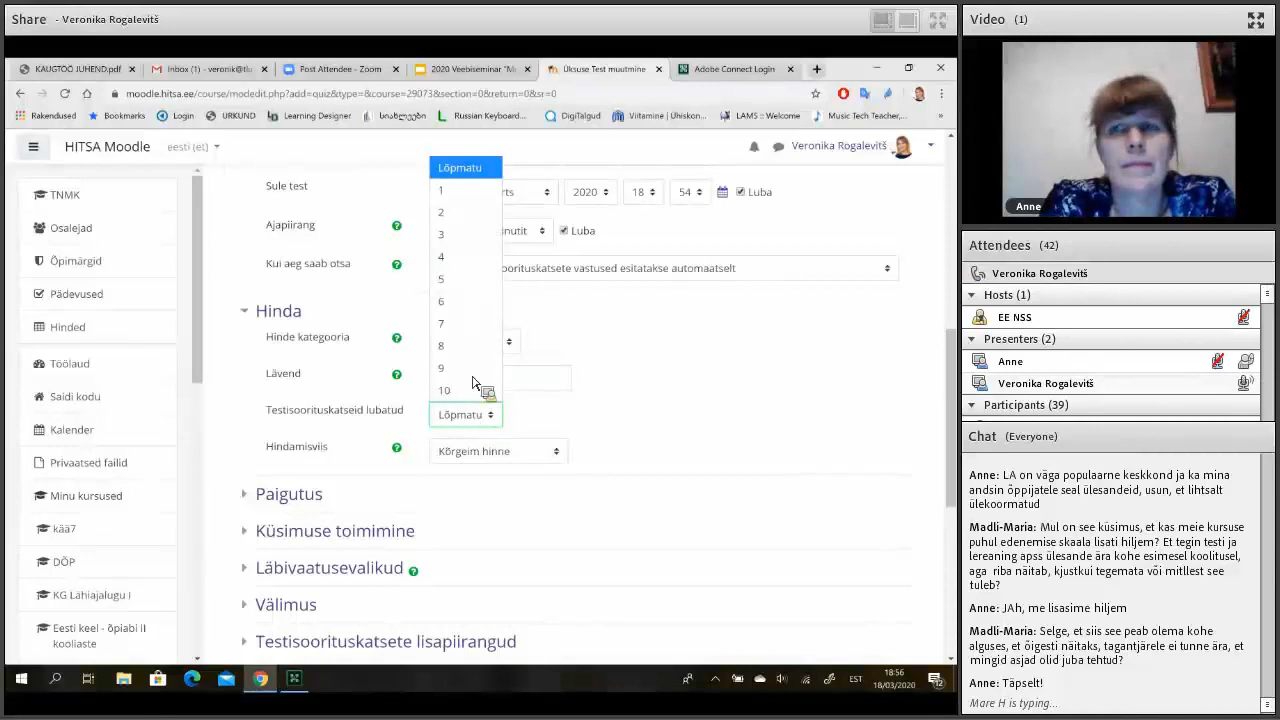 Share - Veronika Rogalevitš
KAUGTÖÖ JUHEND.pdf
Inbox (1) - veronik@tlu
Post Attendee - Zoom
2020 Veebiseminar "M
Üksuse Test muutmine
Adobe Connect Login
moodle.hitsa.ee/course/modedit.php?add=quiz&type=&course=29073&section=0&return=0&sr=0
Rakendused
Bookmarks
Login
URKUND
Learning Designer
Russian Keyboard...
DigiTalgud
Viitamine | Ühiskon...
LAMS :: Welcome
Music Tech Teacher,...
HITSA Moodle
eesti (et)
Veronika Rogalevitš
TNMK
Osalejad
Õpimärgid
Pädevused
Hinded
Töölaud
Saidi kodu
Kalender
Privaatsed failid
Minu kursused
kää7
DÕP
KG Lähiajalugu I
Eesti keel - õpiabi II
kooliaste
Sule test
rts
2020
18
54
Luba
Ajapiirang
nutit
Luba
Kui aeg saab otsa
oorituskatsete vastused esitatakse automaatselt
Hinda
Hinde kategooria
Lävend
Testisoorituskatseid lubatud
Lõpmatu
1
2
3
4
5
6
7
8
9
10
Lõpmatu
Hindamisviis
Kõrgeim hinne
Paigutus
Küsimuse toimimine
Läbivaatusevalikud
Välimus
Testisoorituskatsete lisapiirangud
EST
18:56
18/03/2020
12
Video (1)
Anne
Attendees (42)
Veronika Rogalevitš
Hosts (1)
EE NSS
Presenters (2)
Anne
Veronika Rogalevitš
Participants (39)
Chat (Everyone)
Anne: LA on väga populaarne keskkond ja ka mina
andsin õppijatele seal ülesandeid, usun, et lihtsalt
ülekoormatud
Madli-Maria: Mul on see küsimus, et kas meie kursuse
puhul edenemise skaala lisati hiljem? Et tegin testi ja
lereaning apss ülesande ära kohe esimesel koolitusel,
aga riba näitab, kjustkui tegemata või mitllest see
tuleb?
Anne: JAh, me lisasime hiljem
Madli-Maria: Selge, et siis see peab olema kohe
alguses, et õigesti näitaks, tagantjärele ei tunne ära, et
mingid asjad olid juba tehtud?
Anne: Täpselt!
Mare H is typing...